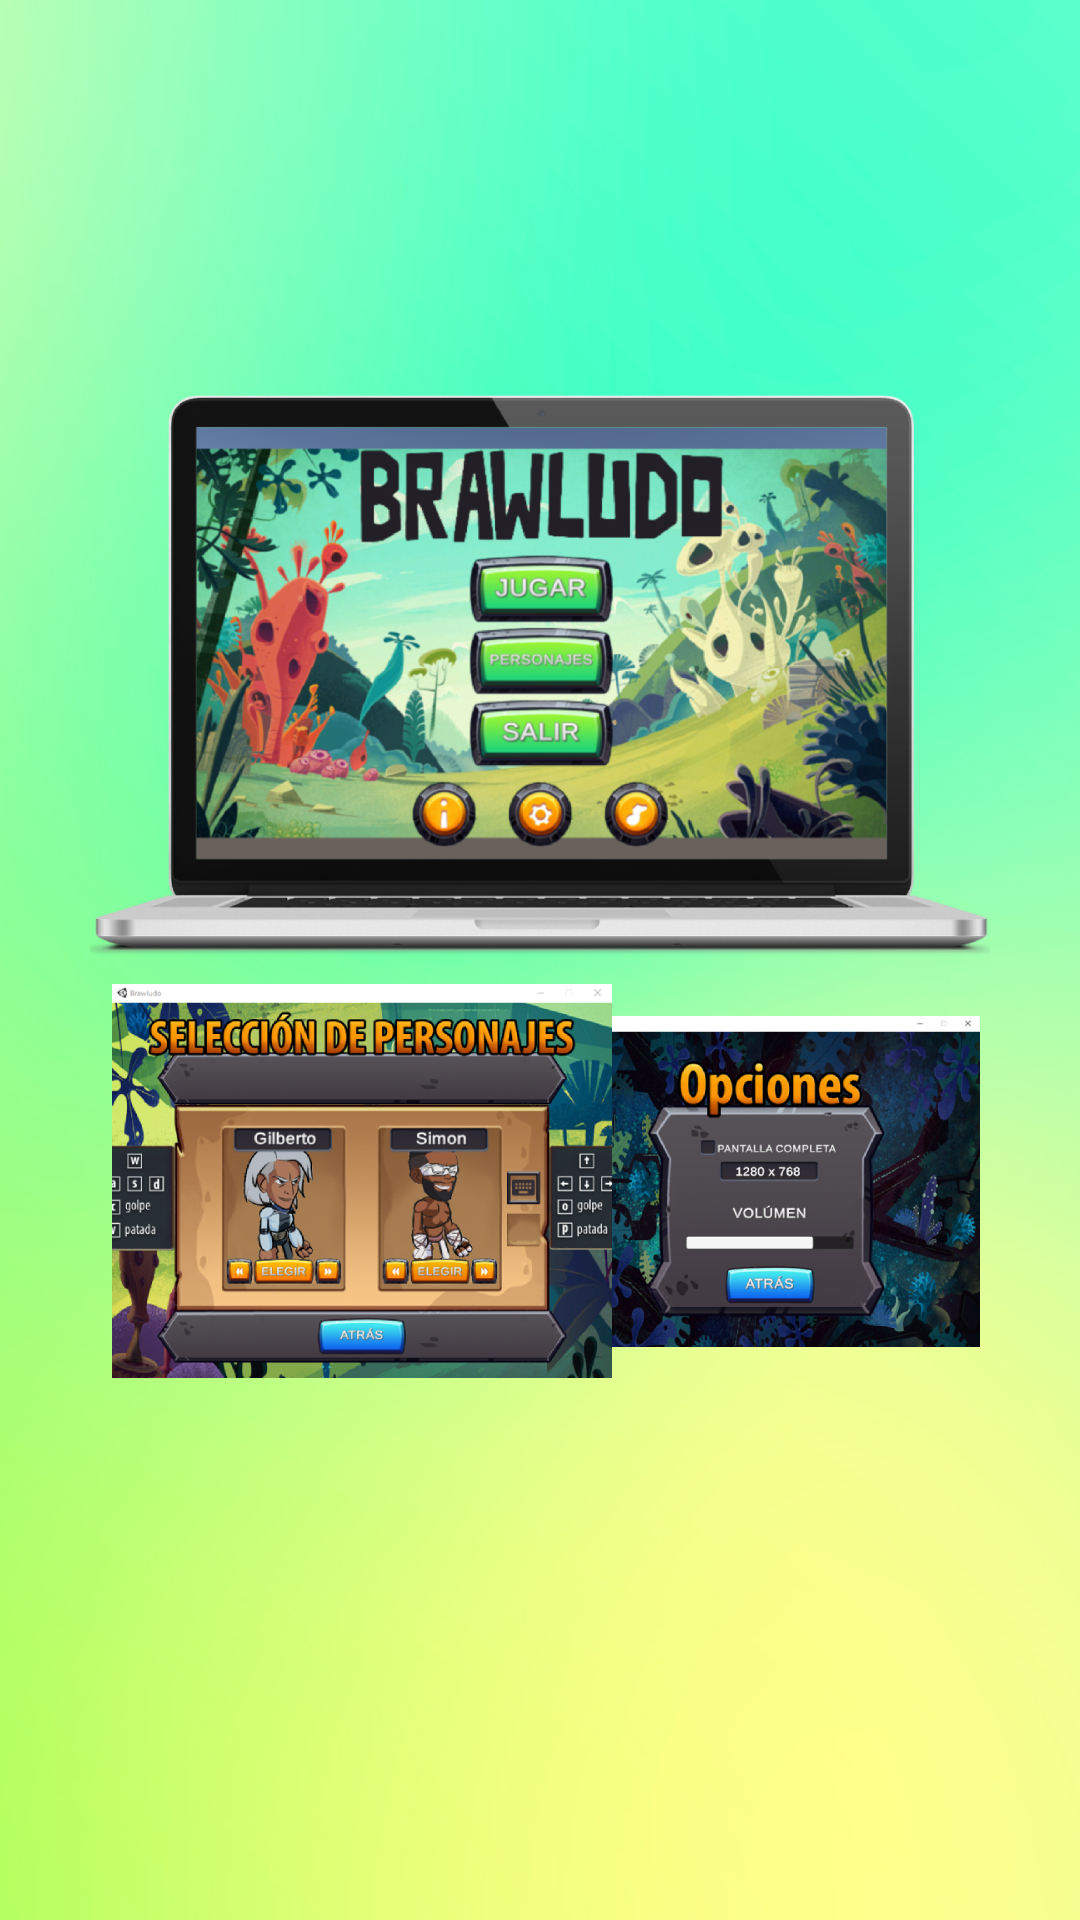 BRAWLUDO
JUGAR
PERSONAJES
SALIR
Brawludo
SELECCIÓN DE PERSONAJES
Gilberto
Simon
W
a s d
golpe
v patada
↑
← ↓ →
o golpe
p patada
ELEGIR
ELEGIR
ATRÁS
Opciones
PANTALLA COMPLETA
1280 x 768
VOLÚMEN
ATRÁS